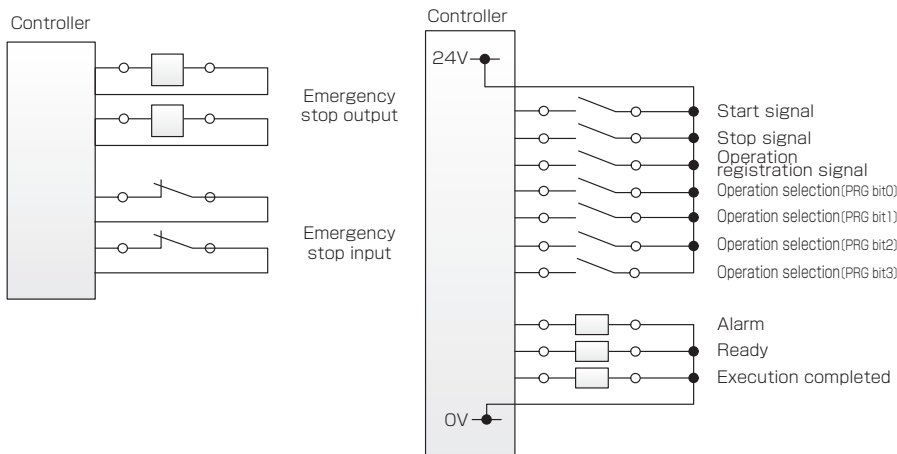 Controller
Emergency
stop output
Emergency
stop input
Controller
24V
Start signal
Stop signal
Operation
registration signal
Operation selection(PRG bit0)
Operation selection(PRG bit1)
Operation selection(PRG bit2)
Operation selection(PRG bit3)
Alarm
Ready
Execution completed
0V